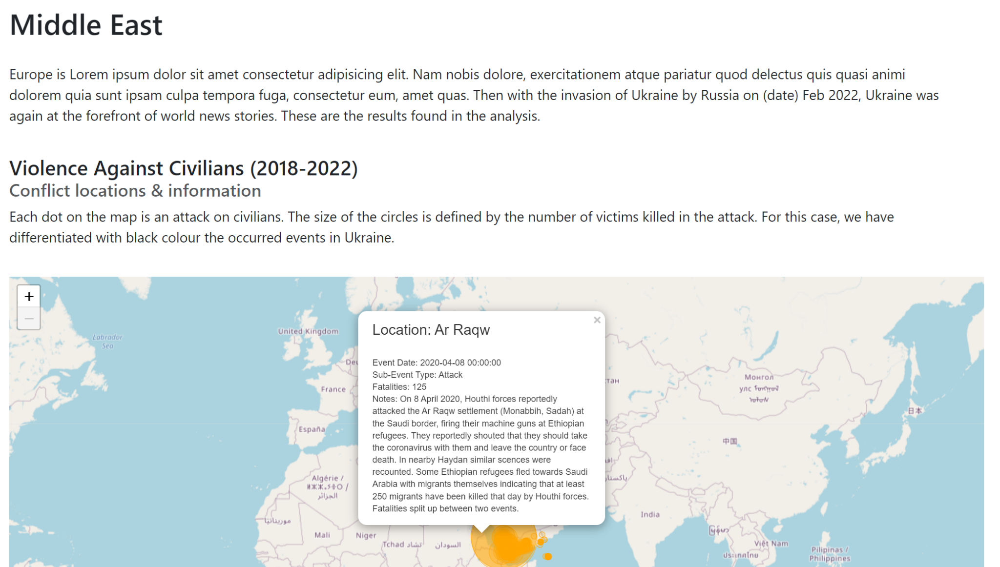 Middle East
Europe is Lorem ipsum dolor sit amet consectetur adipisicing elit. Nam nobis dolore, exercitationem atque pariatur quod delectus quis quasi animi
dolorem quia sunt ipsam culpa tempora fuga, consectetur eum, amet quas. Then with the invasion of Ukraine by Russia on (date) Feb 2022, Ukraine was
again at the forefront of world news stories. These are the results found in the analysis.
Violence Against Civilians (2018-2022)
Conflict locations & information
Each dot on the map is an attack on civilians. The size of the circles is defined by the number of victims killed in the attack. For this case, we have
differentiated with black colour the occurred events in Ukraine.
+
−
Labrador
Sea
United Kingdom
France
España
Algérie /
ⵍⵣⵣⴰⵢⴻⵔ /
الجزائر
موريتانيا
Mali
Niger
Tchad تشاد
السودان
×
Location: Ar Raqw
Event Date: 2020-04-08 00:00:00
Sub-Event Type: Attack
Fatalities: 125
Notes: On 8 April 2020, Houthi forces reportedly
attacked the Ar Raqw settlement (Monabbih, Sadah) at
the Saudi border, firing their machine guns at Ethiopian
refugees. They reportedly shouted that they should take
the coronavirus with them and leave the country or face
death. In nearby Haydan similar scences were
recounted. Some Ethiopian refugees fled towards Saudi
Arabia with migrants themselves indicating that at least
250 migrants have been killed that day by Houthi forces.
Fatalities split up between two events.
Монгол
улс
日本
中国
India
မြန်မာ
Việt Nam
ประเทศไทย
Pilipinas /
Philippines